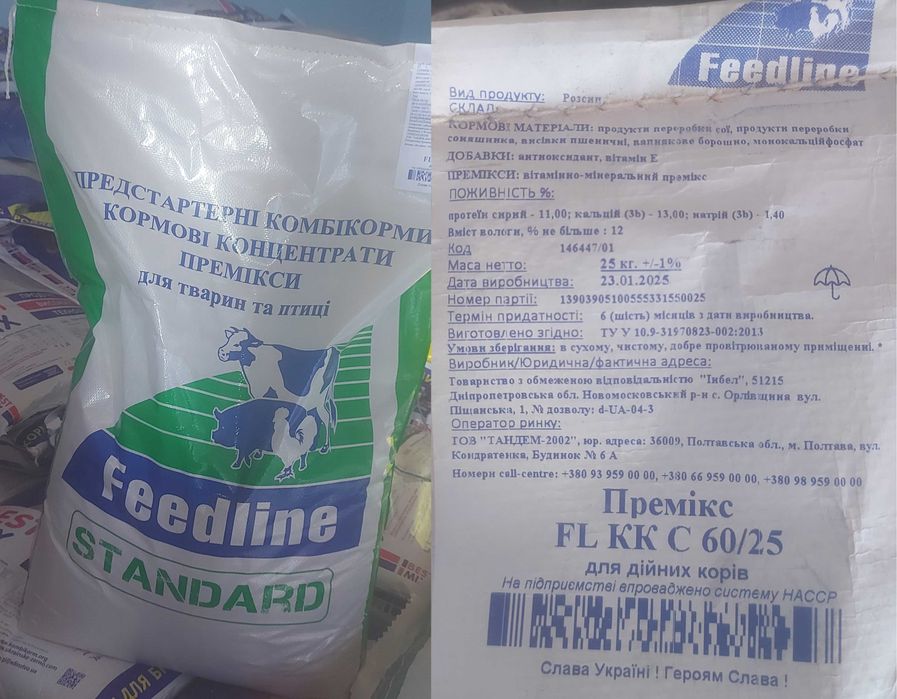 ПРЕДСТАРТЕРНІ КОМБІКОРМИ
КОРМОВІ КОНЦЕНТРАТИ
ПРЕМІКСИ
для тварин та птиці
Feedline
STANDARD
Feedline
Вид продукту: Розсип
СКЛАД:
КОРМОВІ МАТЕРІАЛИ: продукти переробки сої, продукти переробки
соняшника, висівки пшеничні, вапнякове борошно, монокальційфосфат
ДОБАВКИ: антиоксидант, вітамін Е
ПРЕМІКСИ: вітамінно-мінеральний премікс
ПОЖИВНІСТЬ %:
протеїн сирий - 11,00; кальцій (Зb) - 13,00; натрій (Зb) - 1,40
Вміст вологи, % не більше : 12
Код 146447/01
Маса нетто: 25 кг. +/-1%
Дата виробництва: 23.01.2025
Номер партії: 13903905100555331550025
Термін придатності: 6 (шість) місяців з дати виробництва.
Виготовлено згідно: ТУ У 10.9-31970823-002:2013
Умови зберігання: в сухому, чистому, добре провітрюканому приміщенні. *
Виробник/Юридична/фактична адреса:
Товариство з обмеженою відповідальністю "Інбел", 51215
Дніпропетровська обл. Новомосковський р-н с. Орлівщина вул.
Піщанська, 1, № дозволу: d-UA-04-3
Оператор ринку:
ТОВ "ТАНДЕМ-2002", юр. адреса: 36009, Полтавська обл., м. Полтава, вул.
Кондратенка, Будинок № 6 А
Номери call-centre: +380 93 959 00 00, +380 66 959 00 00, +380 98 959 00 00
Премікс
FL КК С 60/25
для дійних корів
На підприємстві впроваджено систему НАССР
Слава Україні ! Героям Слава !